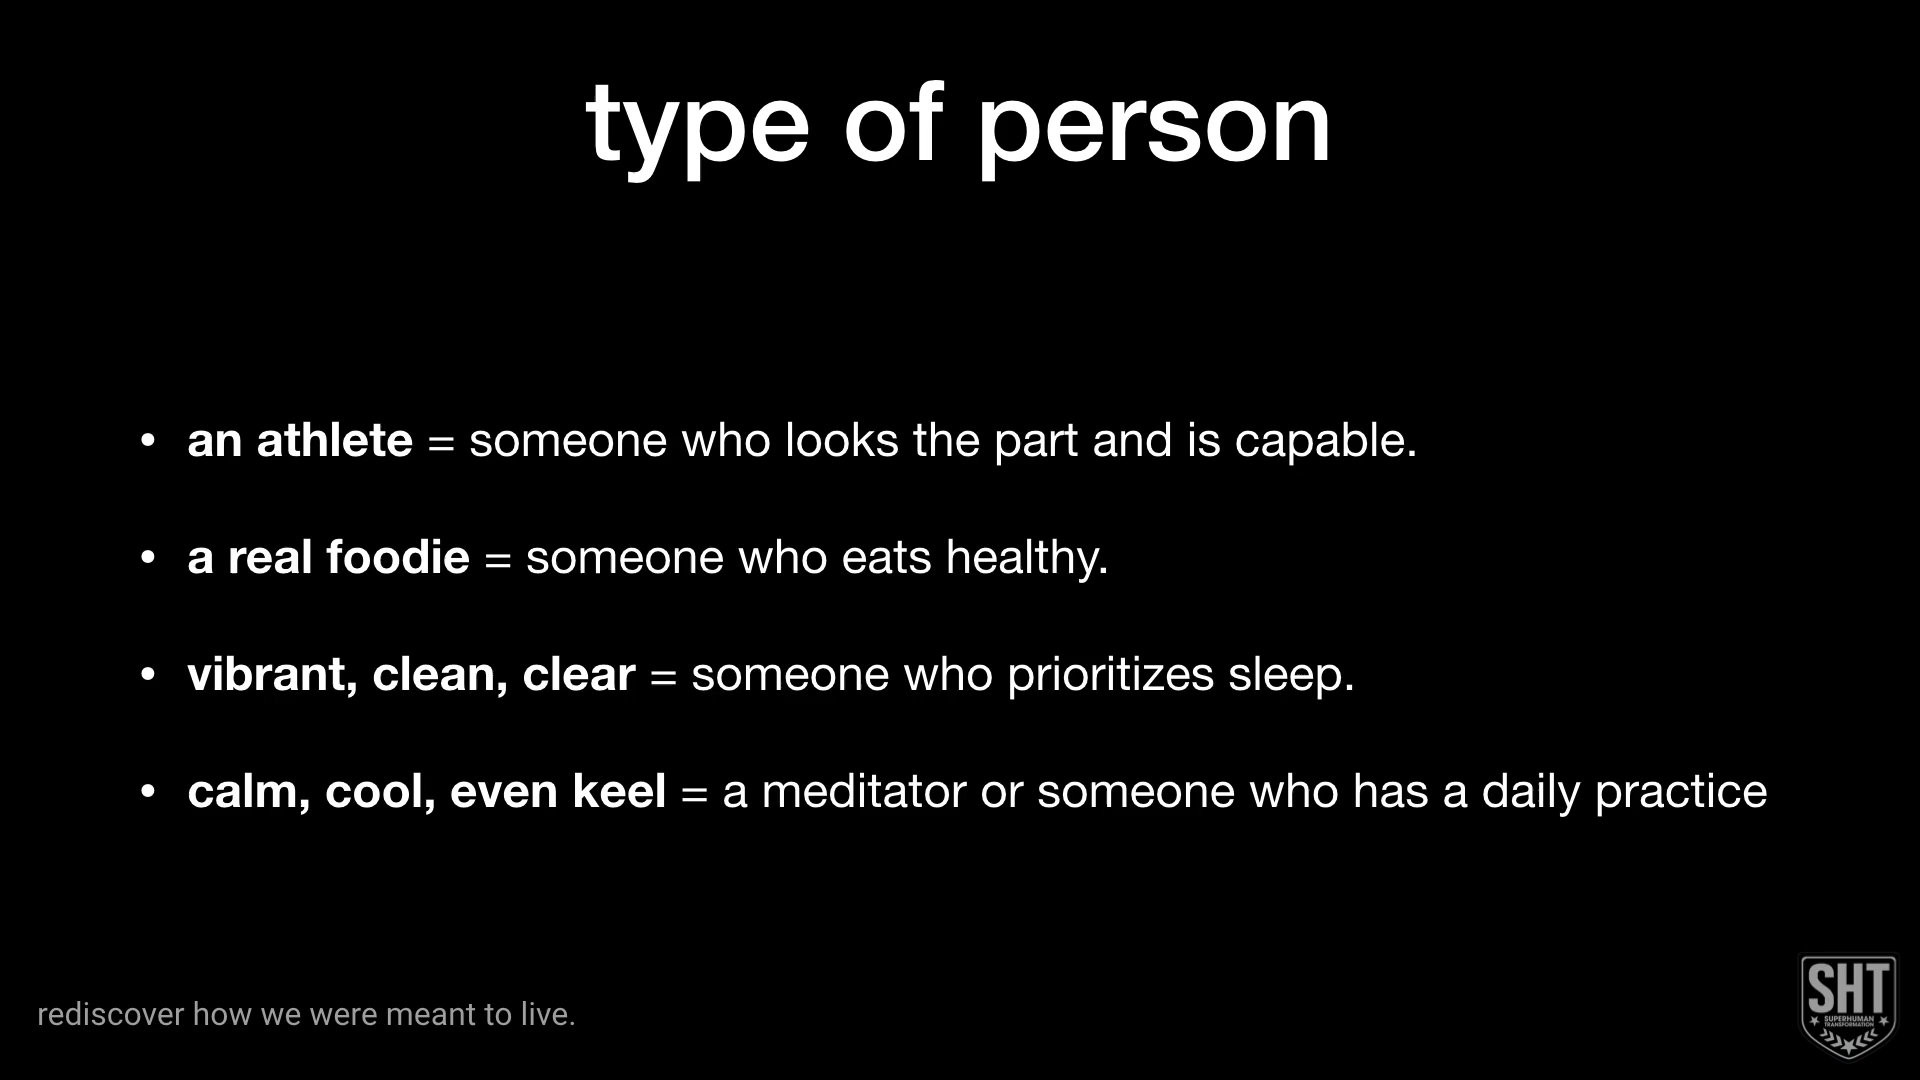 type of person
• an athlete = someone who looks the part and is capable.
• a real foodie = someone who eats healthy.
• vibrant, clean, clear = someone who prioritizes sleep.
• calm, cool, even keel = a meditator or someone who has a daily practice
rediscover how we were meant to live.
SHT
SUPERHUMAN
TRANSFORMATION